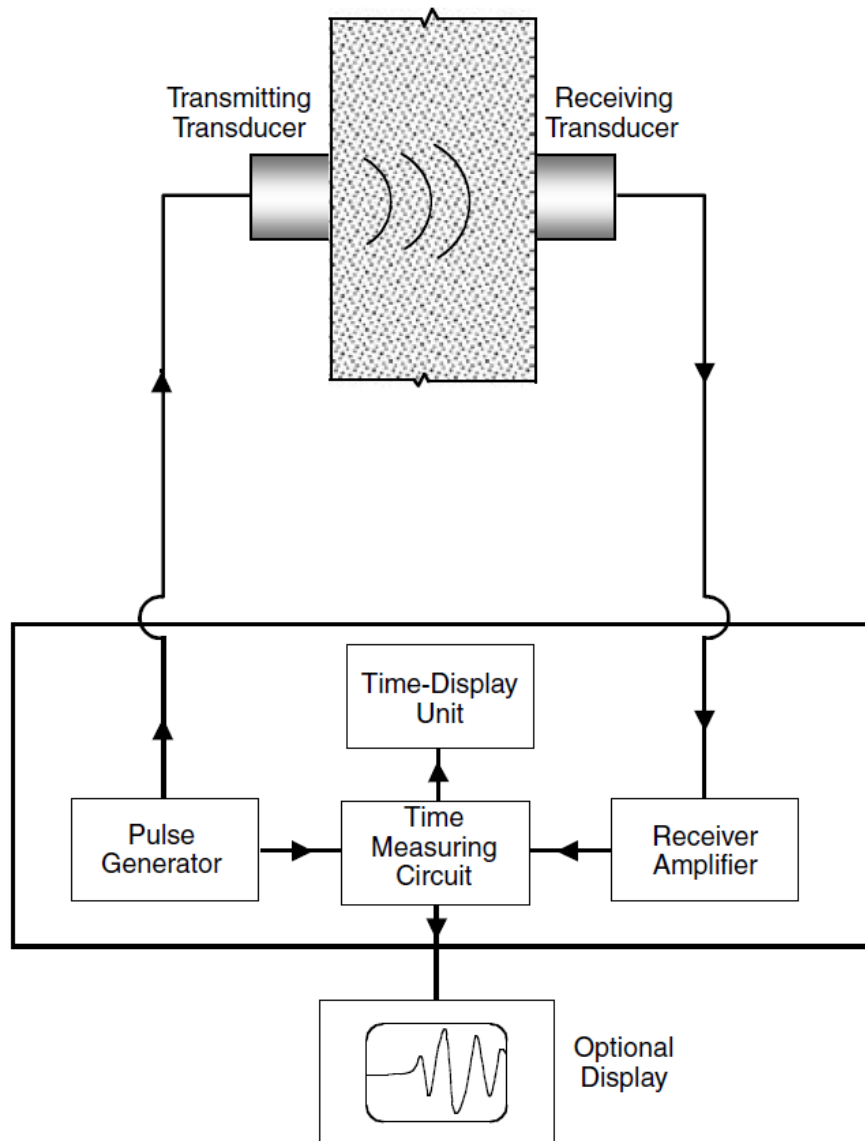 Transmitting
Transducer
Receiving
Transducer
Time-Display
Unit
Pulse
Generator
Time
Measuring
Circuit
Receiver
Amplifier
Optional
Display